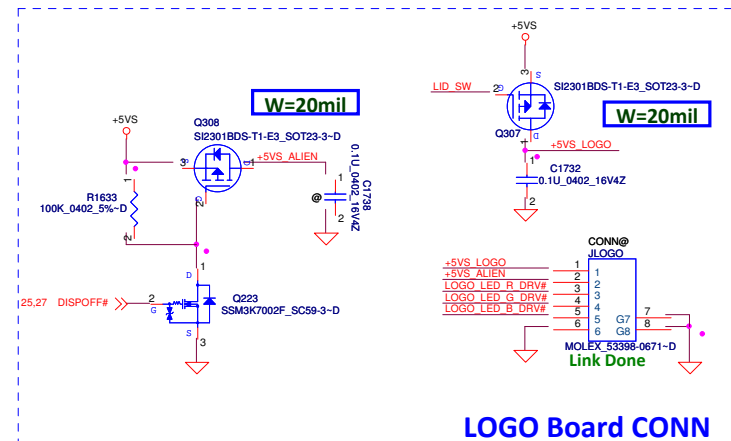 +5VS
3
S
LID_SW
2
G
SI2301BDS-T1-E3_SOT23-3~D
W=20mil
Q307
D
1
+5VS_LOGO
1
C1732
0.1U_0402_16V4Z
2
W=20mil
Q308
SI2301BDS-T1-E3_SOT23-3~D
+5VS
3
S
D
1
+5VS_ALIEN
G
2
1
R1633
100K_0402_5%~D
2
@
1
2
C1738
0.1U_0402_16V4Z
D
1
25,27 DISPOFF#
2
G
Q223
SSM3K7002F_SC59-3~D
S
3
CONN@
JLOGO
+5VS_LOGO 1 1
+5VS_ALIEN 2 2
LOGO_LED_R_DRV# 3 3
LOGO_LED_G_DRV# 4 4
LOGO_LED_B_DRV# 5 5
6 6
G7 7
G8 8
MOLEX_53398-0671~D
Link Done
LOGO Board CONN